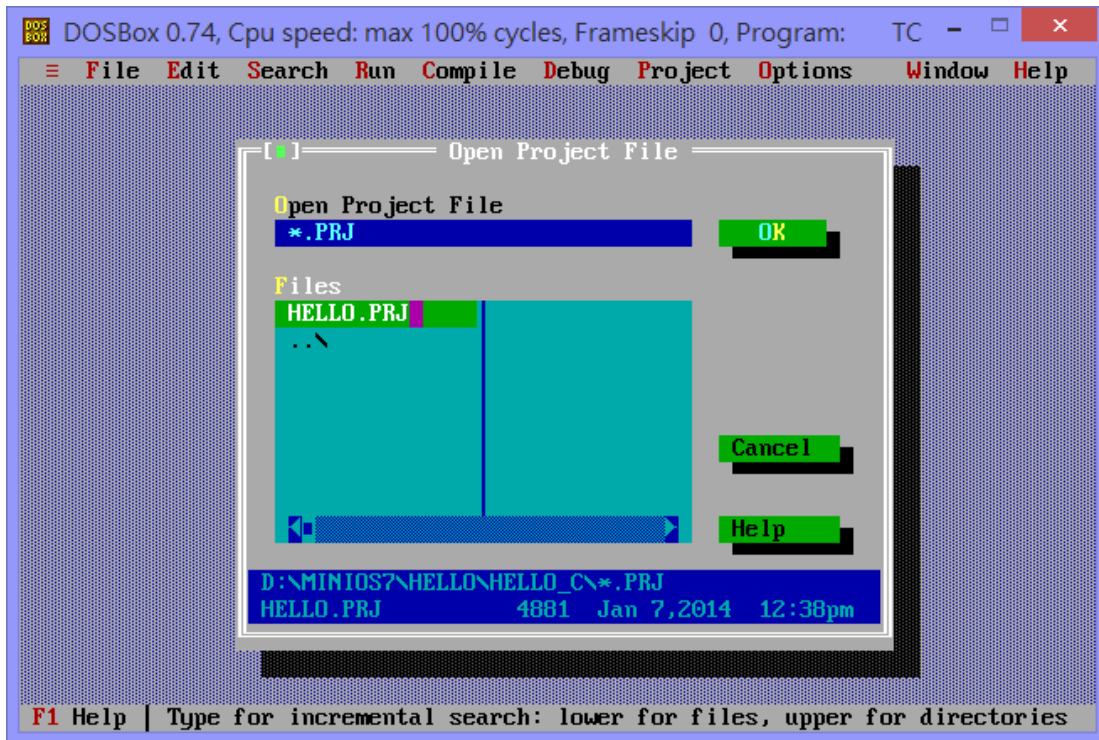 DOSBox 0.74, Cpu speed: max 100% cycles, Frameskip 0, Program: TC
≡ File Edit Search Run Compile Debug Project Options Window Help
Open Project File
Open Project File
*.PRJ
OK
Files
HELLO.PRJ
..\
Cancel
Help
D:\MINIOS7\HELLO\HELLO_C\*.PRJ
HELLO.PRJ 4881 Jan 7,2014 12:38pm
F1 Help | Type for incremental search: lower for files, upper for directories